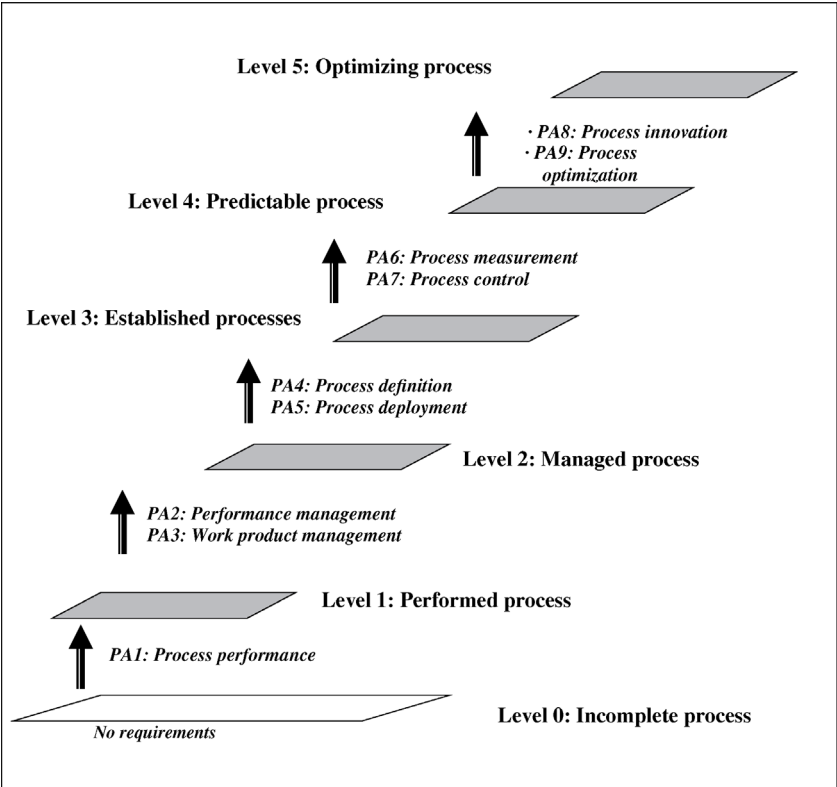 Level 5: Optimizing process
· PA8: Process innovation
· PA9: Process
optimization
Level 4: Predictable process
PA6: Process measurement
PA7: Process control
Level 3: Established processes
PA4: Process definition
PA5: Process deployment
Level 2: Managed process
PA2: Performance management
PA3: Work product management
Level 1: Performed process
PA1: Process performance
Level 0: Incomplete process
No requirements